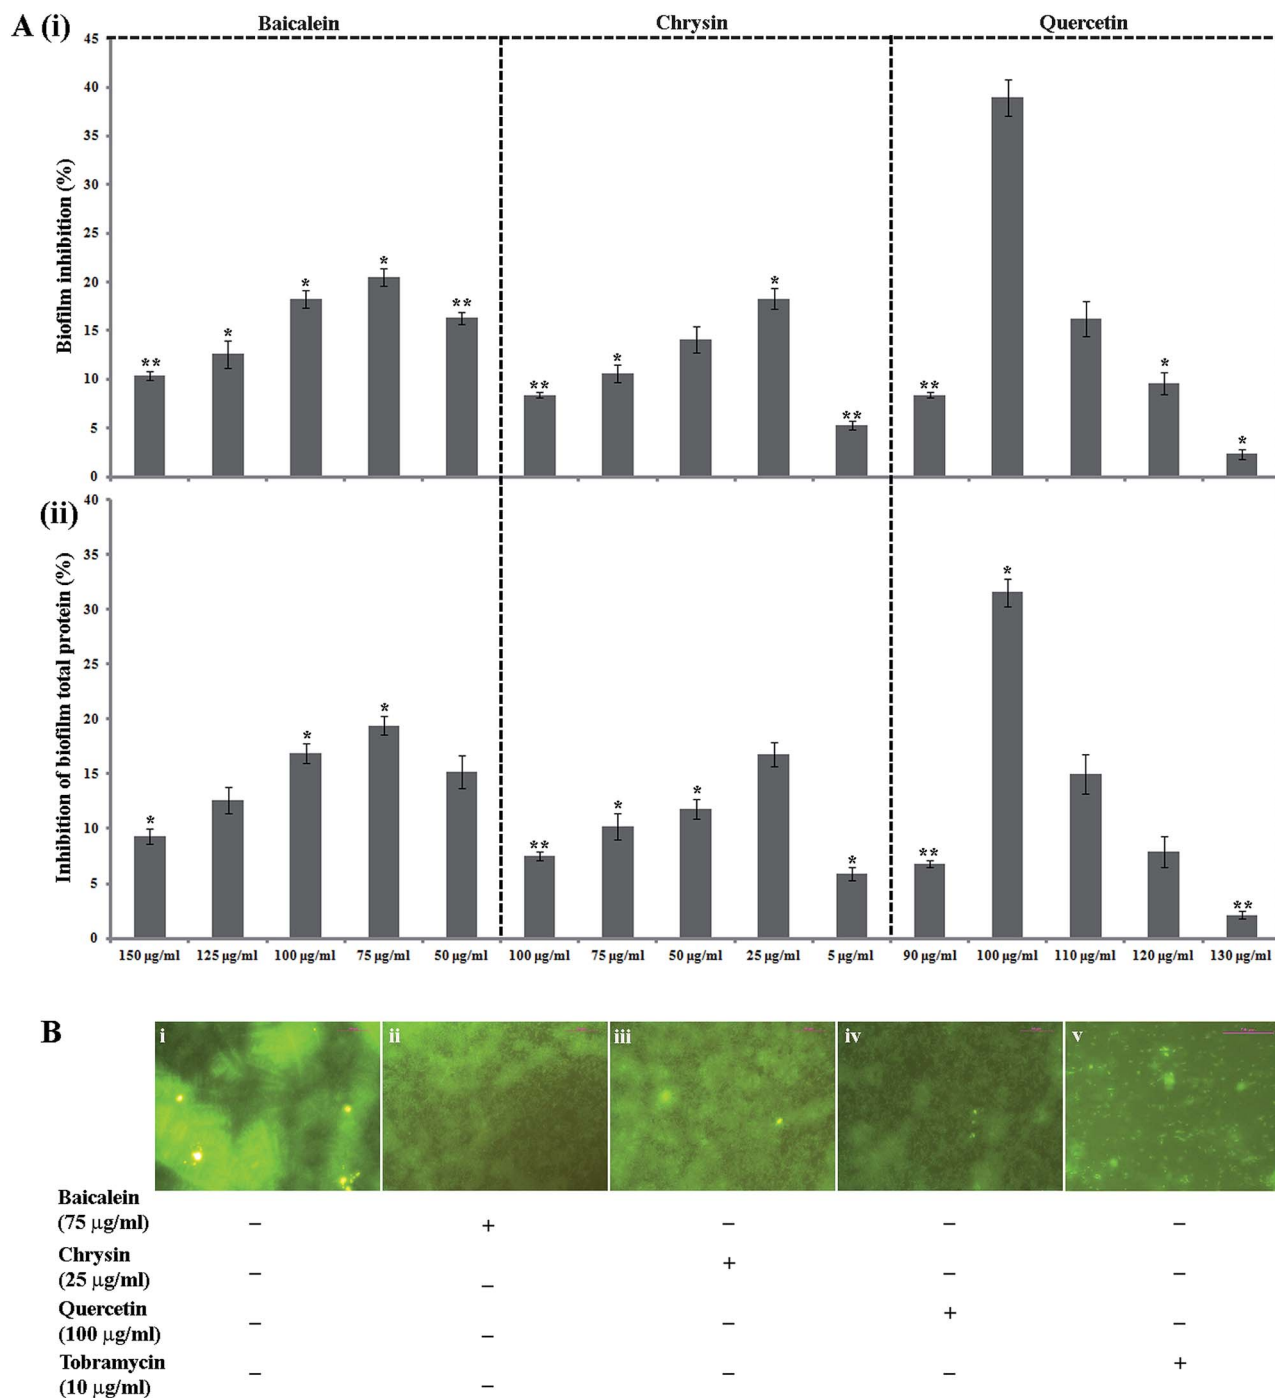 A (i)
Baicalein Chrysin Quercetin
Biofilm inhibition (%)
45
40
35
30
25
20
15
10
5
0
** * * * ** ** * * ** ** * *
(ii)
Inhibition of biofilm total protein (%)
40
35
30
25
20
15
10
5
0
* * * ** * * * ** * **
150 µg/ml 125 µg/ml 100 µg/ml 75 µg/ml 50 µg/ml 100 µg/ml 75 µg/ml 50 µg/ml 25 µg/ml 5 µg/ml 90 µg/ml 100 µg/ml 110 µg/ml 120 µg/ml 130 µg/ml
B
i ii iii iv v
Baicalein
(75 µg/ml) – + – – –
Chrysin
(25 µg/ml) – – + – –
Quercetin
(100 µg/ml) – – – + –
Tobramycin
(10 µg/ml) – – – – +